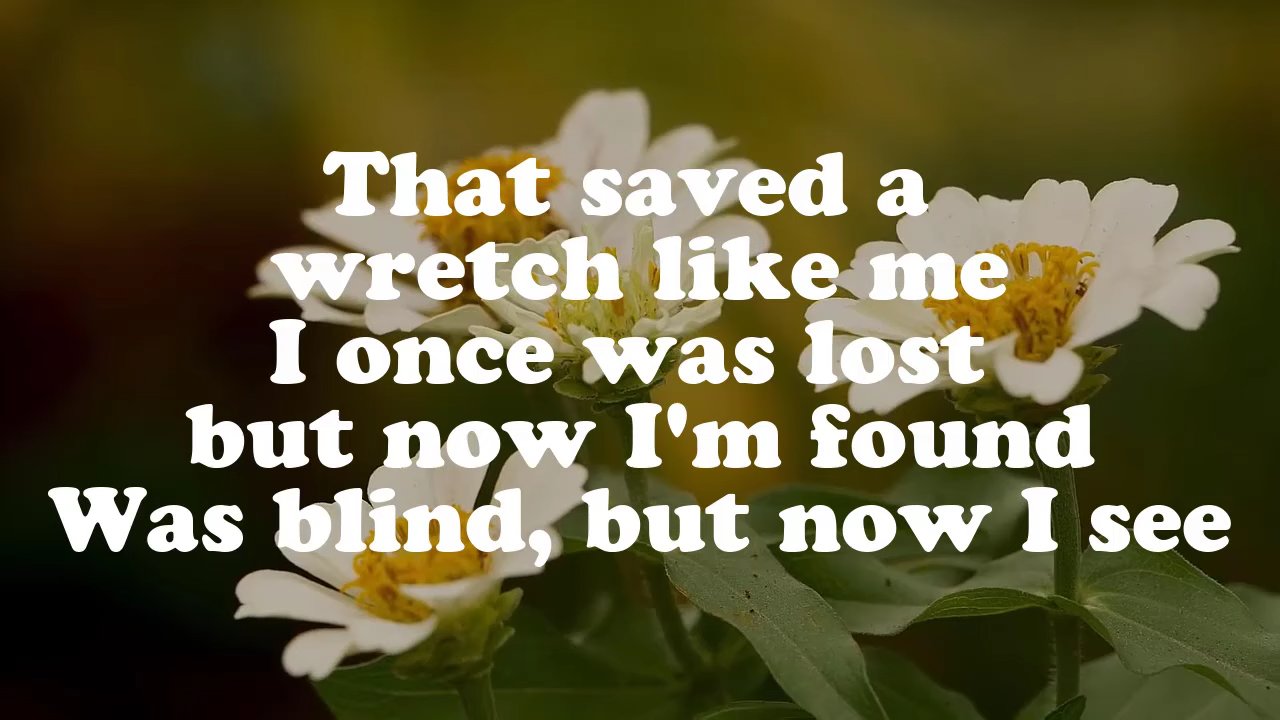 That saved a
wretch like me
I once was lost
but now I'm found
Was blind, but now I see